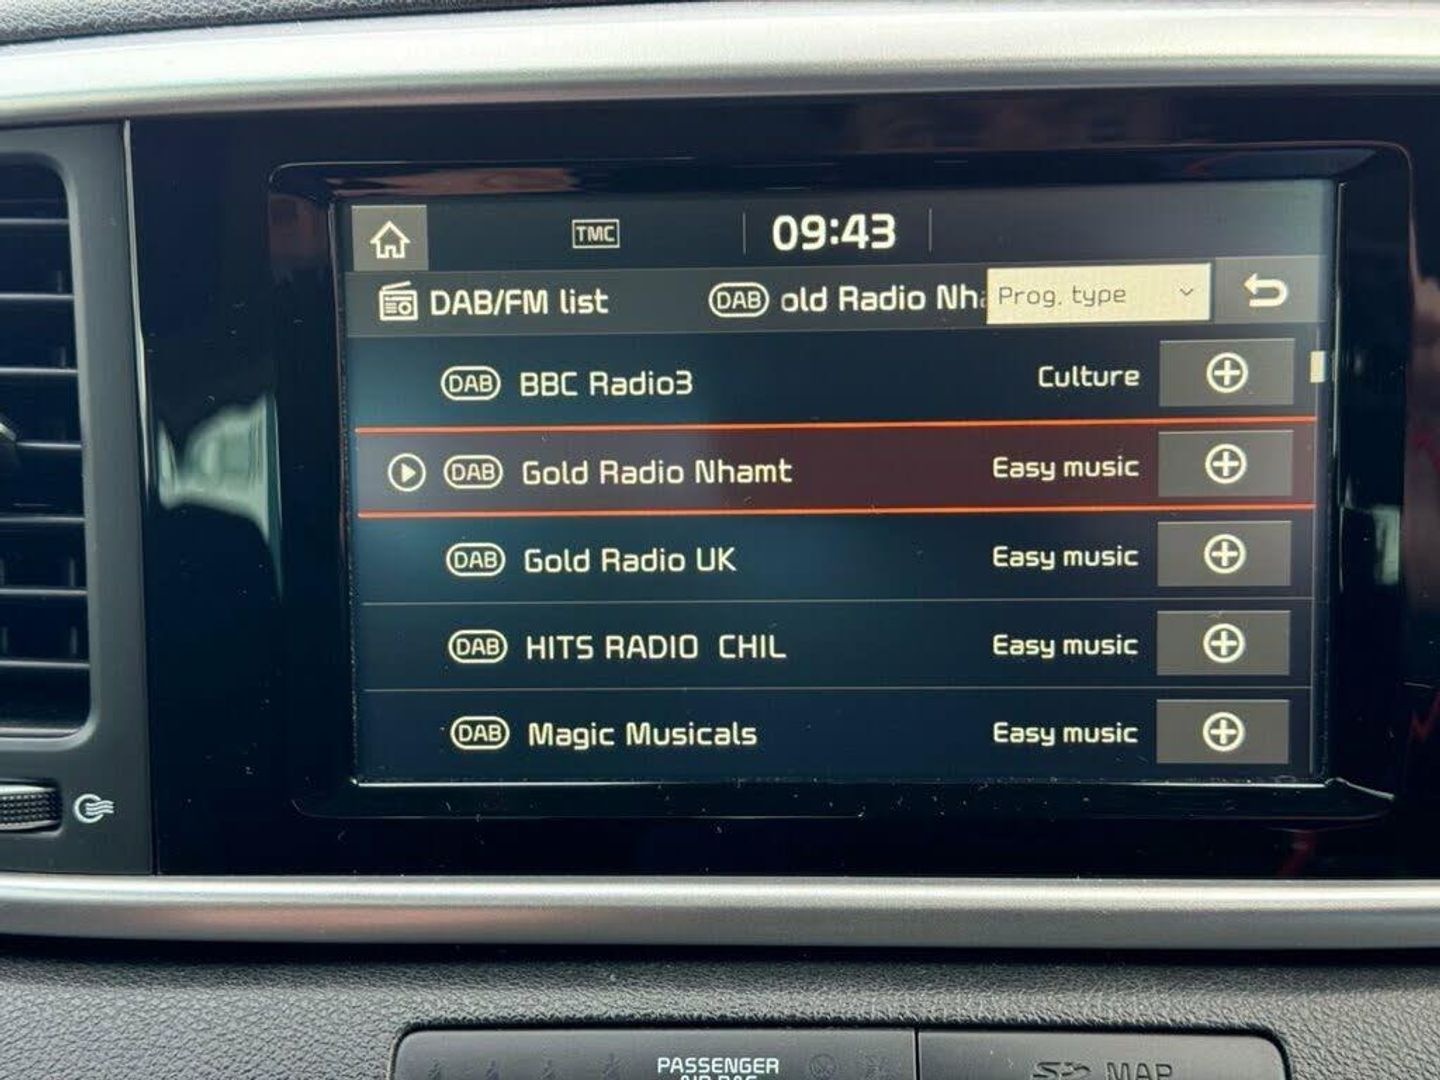 TMC 09:43
DAB/FM list DAB old Radio Nh Prog. type
DAB BBC Radio3 Culture
DAB Gold Radio Nhamt Easy music
DAB Gold Radio UK Easy music
DAB HITS RADIO CHIL Easy music
DAB Magic Musicals Easy music
PASSENGER
AIR BAG
MAP